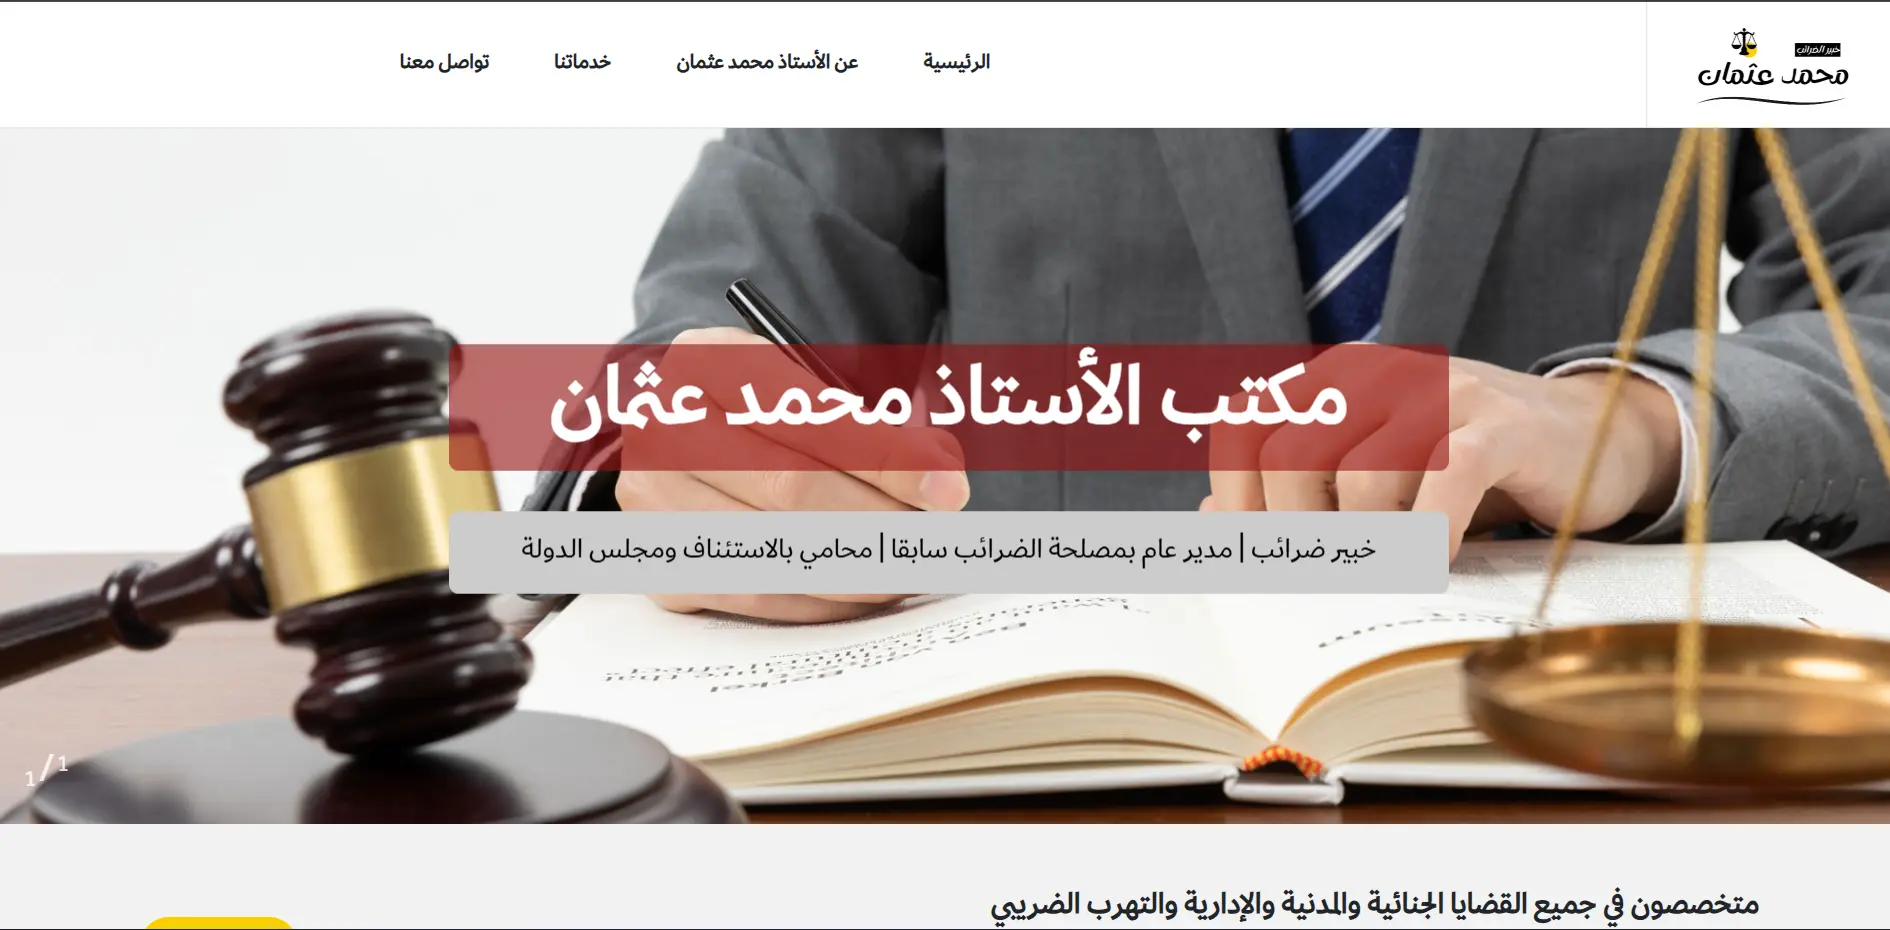 خبير الضرائب
محمد عثمان
الرئيسية
عن الأستاذ محمد عثمان
خدماتنا
تواصل معنا
مكتب الأستاذ محمد عثمان
خبير ضرائب | مدير عام بمصلحة الضرائب سابقا | محامي بالاستئناف ومجلس الدولة
1/1
متخصصون في جميع القضايا الجنائية والمدنية والإدارية والتهرب الضريبي